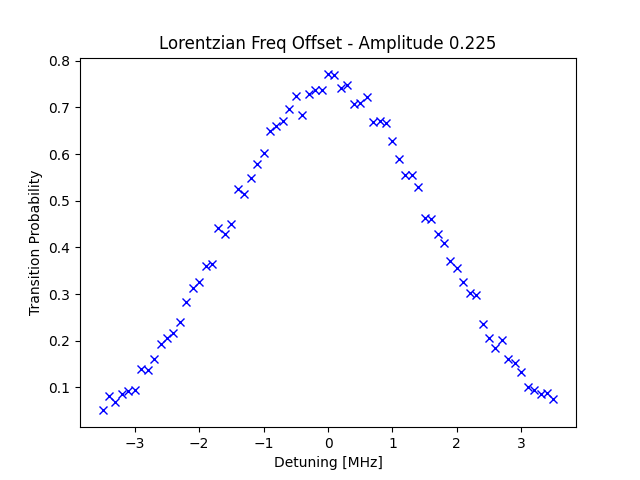 Lorentzian Freq Offset - Amplitude 0.225
0.8
0.7
0.6
0.5
0.4
0.3
0.2
0.1
Transition Probability
−3 −2 −1 0 1 2 3
Detuning [MHz]